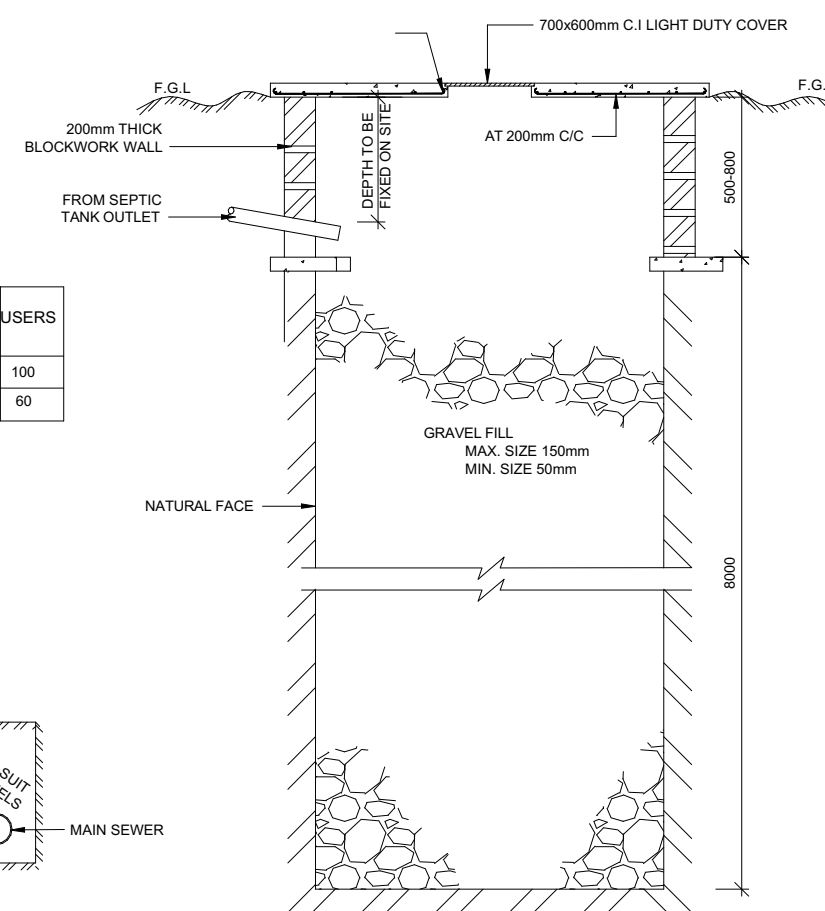 700x600mm C.I LIGHT DUTY COVER
F.G.L
F.G.
200mm THICK
BLOCKWORK WALL
DEPTH TO BE
FIXED ON SITE
AT 200mm C/C
500-800
FROM SEPTIC
TANK OUTLET
USERS
100
60
GRAVEL FILL
MAX. SIZE 150mm
MIN. SIZE 50mm
NATURAL FACE
8000
SUIT
ELS
MAIN SEWER